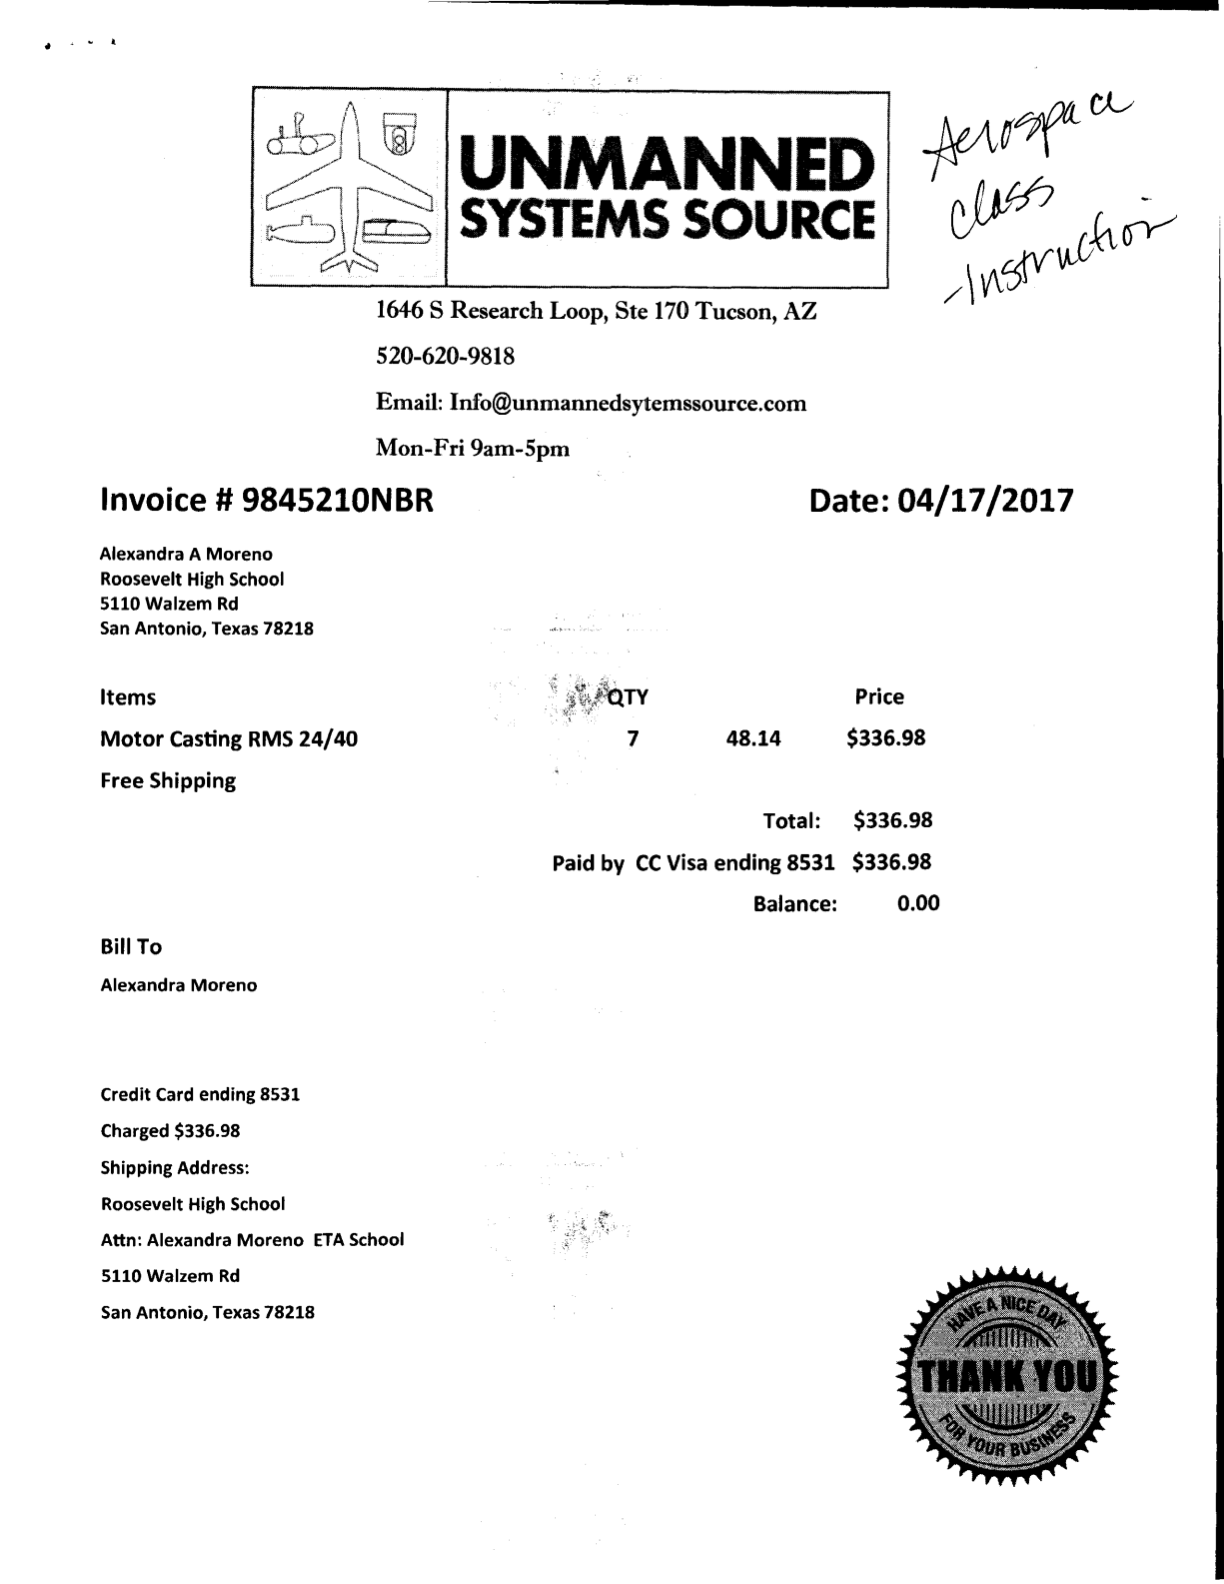 UNMANNED
SYSTEMS SOURCE
Aerospace
class
-Instruction
1646 S Research Loop, Ste 170 Tucson, AZ
520-620-9818
Email: Info@unmannedsytemssource.com
Mon-Fri 9am-5pm
Invoice # 9845210NBR Date: 04/17/2017
Alexandra A Moreno
Roosevelt High School
5110 Walzem Rd
San Antonio, Texas 78218
Items QTY Price
Motor Casting RMS 24/40 7 48.14 $336.98
Free Shipping
Total: $336.98
Paid by CC Visa ending 8531 $336.98
Balance: 0.00
Bill To
Alexandra Moreno
Credit Card ending 8531
Charged $336.98
Shipping Address:
Roosevelt High School
Attn: Alexandra Moreno ETA School
5110 Walzem Rd
San Antonio, Texas 78218
HAVE A NICE DAY
THANK YOU
FOR YOUR BUSINESS